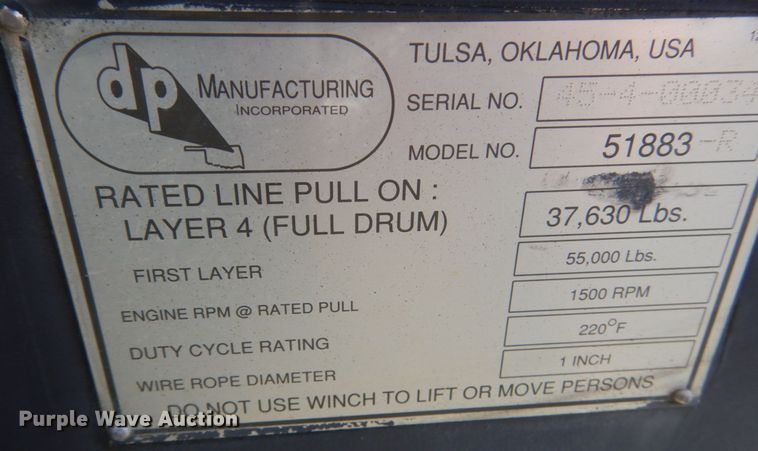 dp MANUFACTURING
INCORPORATED
TULSA, OKLAHOMA, USA
SERIAL NO. 45-4-00034
MODEL NO. 51883-R
RATED LINE PULL ON :
LAYER 4 (FULL DRUM) 37,630 Lbs.
FIRST LAYER 55,000 Lbs.
ENGINE RPM @ RATED PULL 1500 RPM
DUTY CYCLE RATING 220°F
WIRE ROPE DIAMETER 1 INCH
DO NOT USE WINCH TO LIFT OR MOVE PERSONS
Purple Wave Auction